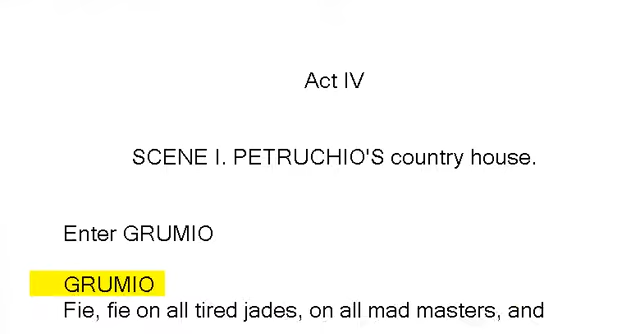 Act IV
SCENE I. PETRUCHIO'S country house.
Enter GRUMIO
GRUMIO
Fie, fie on all tired jades, on all mad masters, and